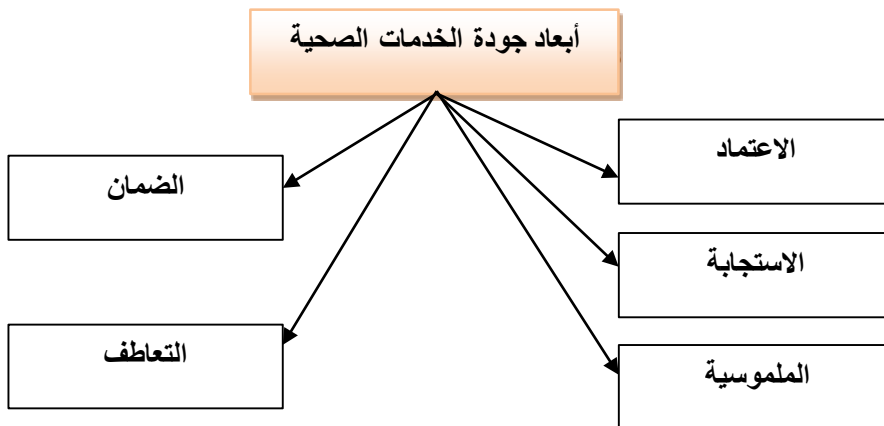 أبعاد جودة الخدمات الصحية
الاعتماد
الضمان
الاستجابة
التعاطف
الملموسية